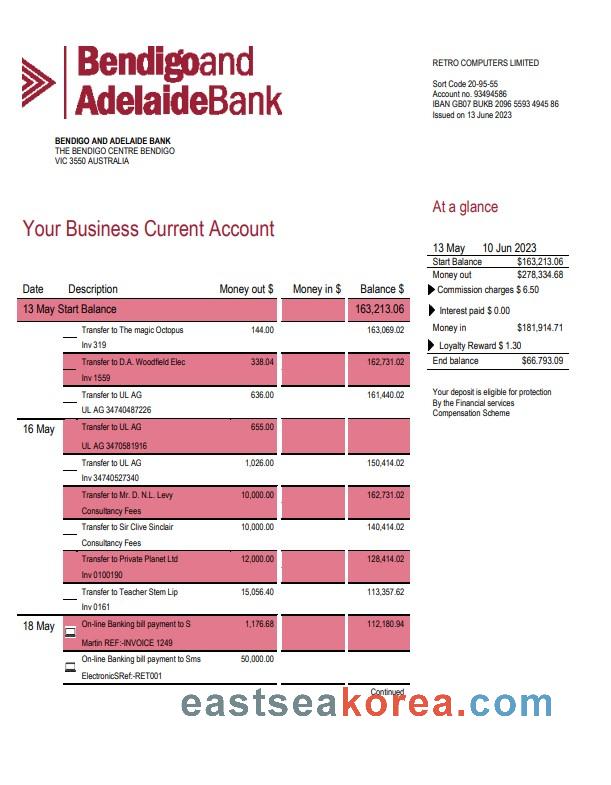 Bendigoand
AdelaideBank
RETRO COMPUTERS LIMITED
Sort Code 20-95-55
Account no. 93494586
IBAN GB07 BUKB 2096 5593 4945 86
Issued on 13 June 2023
BENDIGO AND ADELAIDE BANK
THE BENDIGO CENTRE BENDIGO
VIC 3550 AUSTRALIA
At a glance
Your Business Current Account
13 May 10 Jun 2023
Start Balance $163,213.06
Money out $278,334.68
Commission charges $ 6.50
Interest paid $ 0.00
Money in $181,914.71
Loyalty Reward $ 1.30
End balance $66.793.09
Your deposit is eligible for protection
By the Financial services
Compensation Scheme
Date Description Money out $ Money in $ Balance $
13 May Start Balance 163,213.06
Transfer to The magic Octopus 144.00 163,069.02
Inv 319
Transfer to D.A. Woodfield Elec 338.04 162,731.02
Inv 1559
Transfer to UL AG 636.00 161,440.02
UL AG 34740487226
16 May Transfer to UL AG 655.00
UL AG 3470581916
Transfer to UL AG 1,026.00 150,414.02
Inv 34740527340
Transfer to Mr. D. N.L. Levy 10,000.00 162,731.02
Consultancy Fees
Transfer to Sir Clive Sinclair 10,000.00 140,414.02
Consultancy Fees
Transfer to Private Planet Ltd 12,000.00 128,414.02
Inv 0100190
Transfer to Teacher Stem Lip 15,056.40 113,357.62
Inv 0161
18 May On-line Banking bill payment to S 1,176.68 112,180.94
Martin REF:-INVOICE 1249
On-line Banking bill payment to Sms 50,000.00
ElectronicSRef:-RET001
Continued
eastseakorea.com